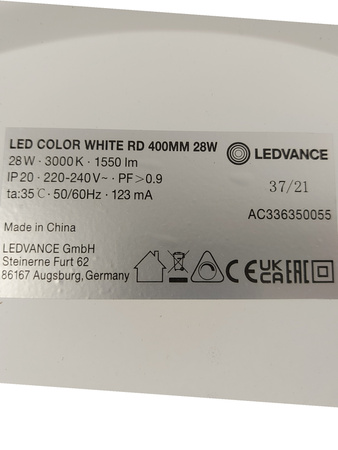 LED COLOR WHITE RD 400MM 28W
28W · 3000K · 1550 lm
IP20 · 220-240V~ · PF>0.9
ta:35℃ · 50/60Hz · 123 mA
LEDVANCE
37/21
AC336350055
Made in China
LEDVANCE GmbH
Steinerne Furt 62
86167 Augsburg, Germany
CE UK CA EAC